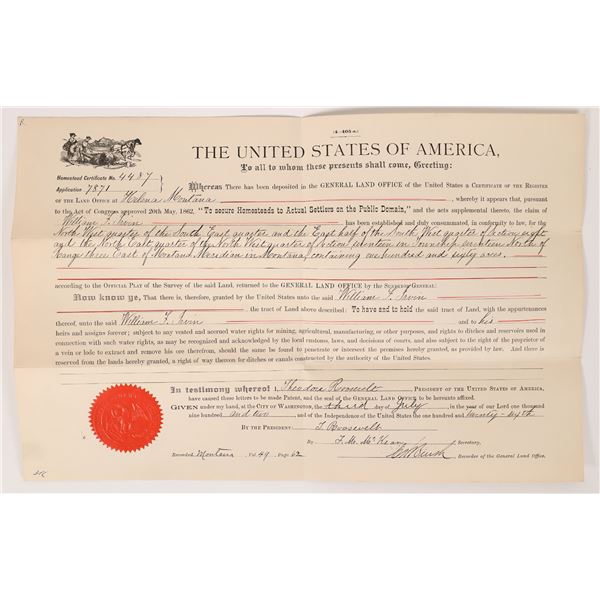 (4-404.a.)
THE UNITED STATES OF AMERICA,
To all to whom these presents shall come, Greeting:
Homestead Certificate No. 4487
Application 7871
Whereas There has been deposited in the GENERAL LAND OFFICE of the United States a CERTIFICATE OF THE REGISTER
OF THE LAND OFFICE AT Helena Montana, whereby it appears that, pursuant
to the Act of Congress approved 20th May, 1862, "To secure Homesteads to Actual Settlers on the Public Domain," and the acts supplemental thereto, the claim of
William F. Irvin has been established and duly consummated, in conformity to law, for the
North West quarter of the South East quarter and the East half of the South West quarter of section eight
and the North East quarter of the North West quarter of section seventeen in Township eighteen North of
Range three East of Montana Meridian in Montana, containing one hundred and sixty acres.
according to the OFFICIAL PLAT of the Survey of the said Land, returned to the GENERAL LAND OFFICE by the SURVEYOR GENERAL:
Now know ye, That there is, therefore, granted by the United States unto the said William F. Irvin
, the tract of Land above described: To have and to hold the said tract of Land, with the appurtenances
thereof, unto the said William F. Irvin and to his
heirs and assigns forever; subject to any vested and accrued water rights for mining, agricultural, manufacturing, or other purposes, and rights to ditches and reservoirs used in
connection with such water rights, as may be recognized and acknowledged by the local customs, laws, and decisions of courts, and also subject to the right of the proprietor of
a vein or lode to extract and remove his ore therefrom, should the same be found to penetrate or intersect the premises hereby granted, as provided by law. And there is
reserved from the lands hereby granted, a right of way thereon for ditches or canals constructed by the authority of the United States.
In testimony whereof I, Theodore Roosevelt, PRESIDENT OF THE UNITED STATES OF AMERICA,
have caused these letters to be made Patent, and the seal of the GENERAL LAND OFFICE to be hereunto affixed.
GIVEN under my hand, at the CITY OF WASHINGTON, the third day of July, in the year of Our Lord one thousand
nine hundred and two, and of the Independence of the United States the one hundred and twenty-sixth
BY THE PRESIDENT: T. Roosevelt
By F. M. McKean, Secretary.
Recorded Montana Vol. 49 Page 62
Recorder of the General Land Office.